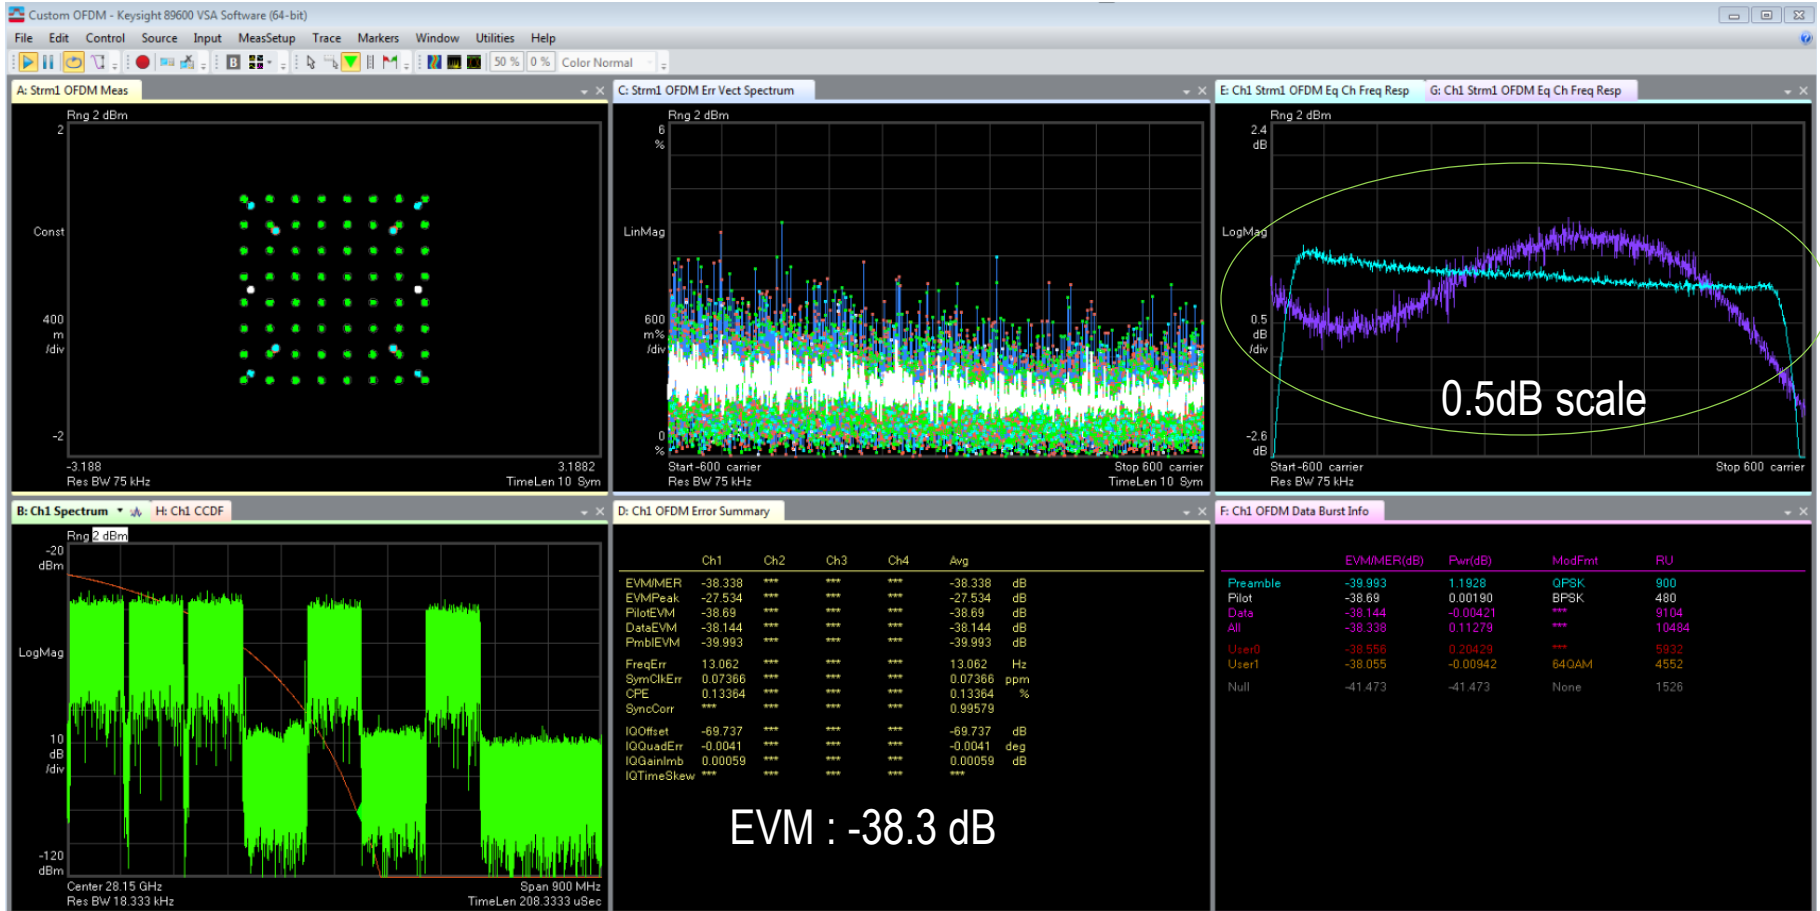 Custom OFDM - Keysight 89600 VSA Software (64-bit)
File Edit Control Source Input MeasSetup Trace Markers Window Utilities Help
B 50 % 0 % Color Normal
A: Strm1 OFDM Meas
Rng 2 dBm
2
Const
400
m
/div
-2
-3.188 3.1882
Res BW 75 kHz TimeLen 10 Sym
C: Strm1 OFDM Err Vect Spectrum
Rng 2 dBm
6
%
LinMag
600
m%
/div
0
%
Start -600 carrier Stop 600 carrier
Res BW 75 kHz TimeLen 10 Sym
E: Ch1 Strm1 OFDM Eq Ch Freq Resp G: Ch1 Strm1 OFDM Eq Ch Freq Resp
Rng 2 dBm
2.4
dB
LogMag
0.5
dB
/div
0.5dB scale
-2.6
dB
Start -600 carrier Stop 600 carrier
Res BW 75 kHz
B: Ch1 Spectrum H: Ch1 CCDF
Rng 2 dBm
-20
dBm
LogMag
10
dB
/div
-120
dBm
Center 28.15 GHz Span 900 MHz
Res BW 18.333 kHz TimeLen 208.3333 uSec
D: Ch1 OFDM Error Summary
Ch1 Ch2 Ch3 Ch4 Avg
EVM/MER -38.338 *** *** *** -38.338 dB
EVMPeak -27.534 *** *** *** -27.534 dB
PilotEVM -38.69 *** *** *** -38.69 dB
DataEVM -38.144 *** *** *** -38.144 dB
PmblEVM -39.993 *** *** *** -39.993 dB
FreqErr 13.062 *** *** *** 13.062 Hz
SymClkErr 0.07366 *** *** *** 0.07366 ppm
CPE 0.13364 *** *** *** 0.13364 %
SyncCorr *** *** *** *** 0.99579
IQOffset -69.737 *** *** *** -69.737 dB
IQQuadErr -0.0041 *** *** *** -0.0041 deg
IQGainImb 0.00059 *** *** *** 0.00059 dB
IQTimeSkew *** *** *** *** ***
EVM : -38.3 dB
F: Ch1 OFDM Data Burst Info
EVM/MER(dB) Pwr(dB) ModFmt RU
Preamble -39.993 1.1928 QPSK 900
Pilot -38.69 0.00190 BPSK 480
Data -38.144 -0.00421 *** 9104
All -38.338 0.11279 *** 10484
User0 -38.556 0.20429 *** 5932
User1 -38.055 -0.00942 64QAM 4552
Null -41.473 -41.473 None 1526